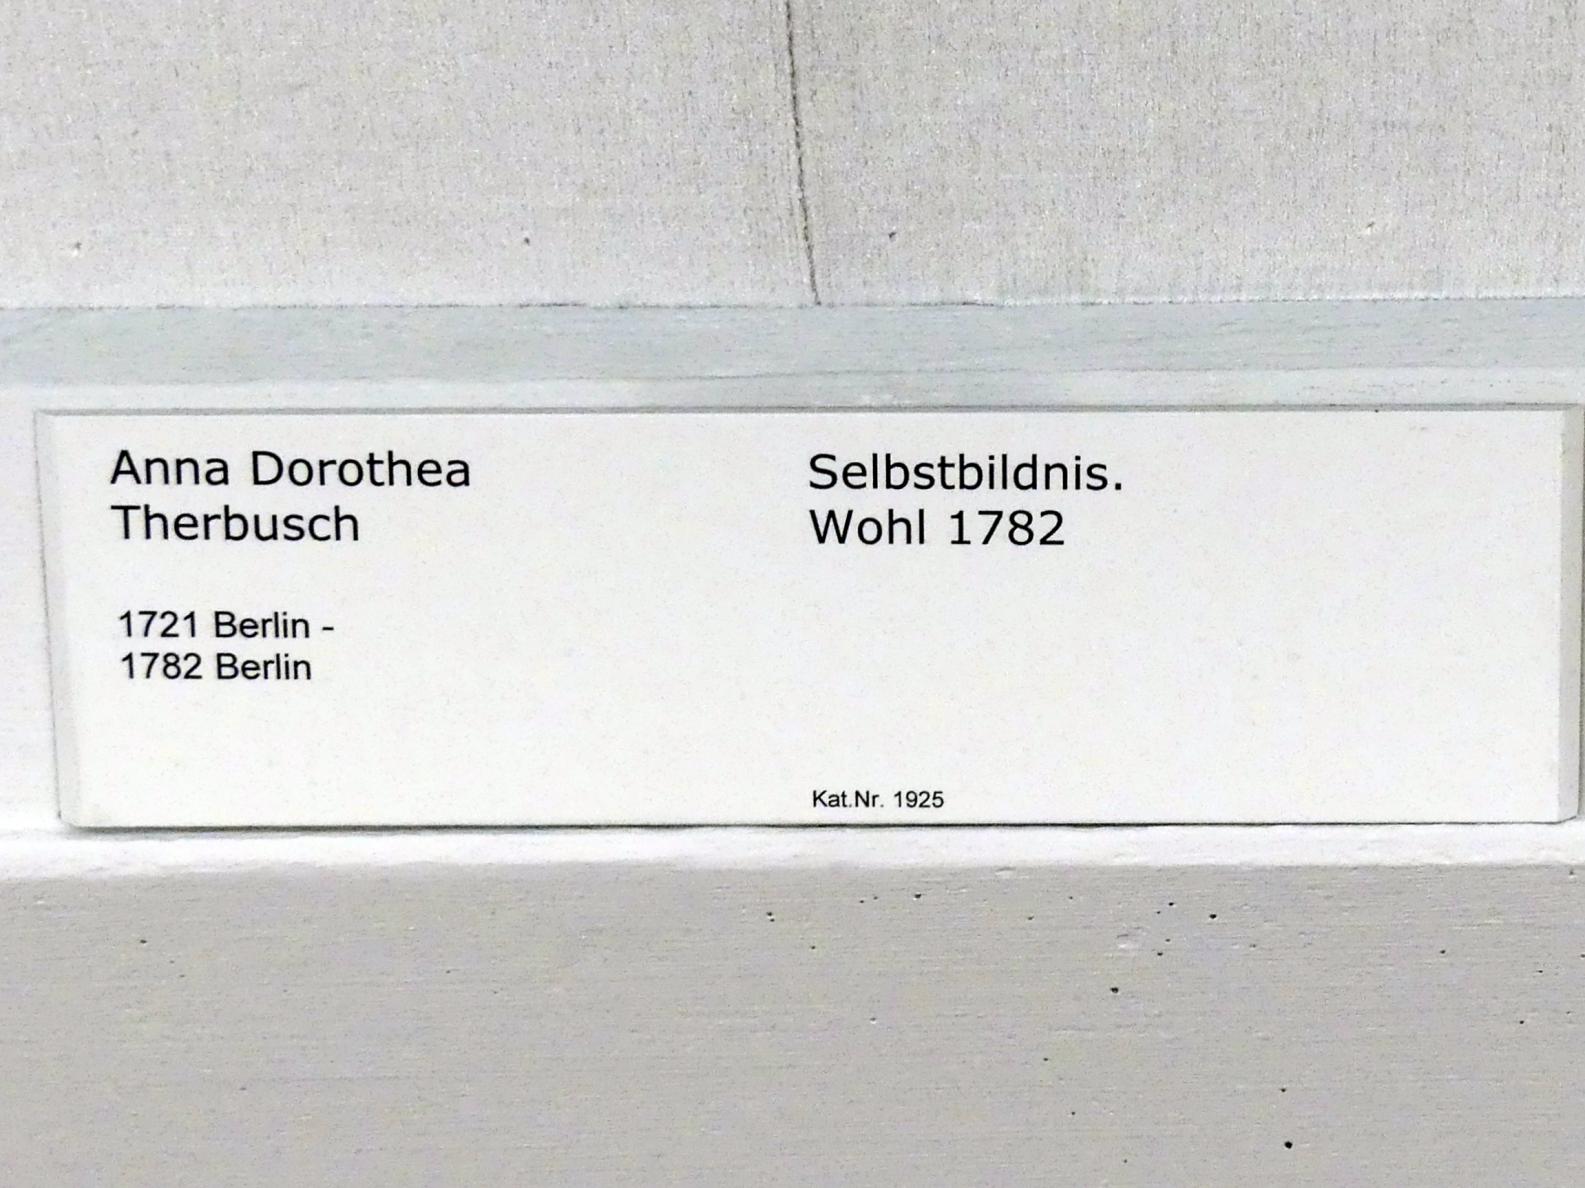 Anna Dorothea
Therbusch
1721 Berlin -
1782 Berlin
Selbstbildnis.
Wohl 1782
Kat.Nr. 1925